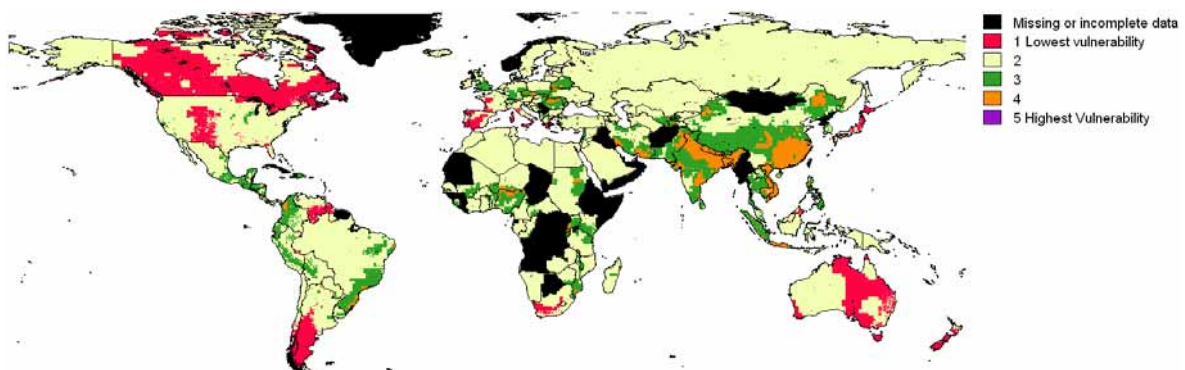 Missing or incomplete data
1 Lowest vulnerability
2
3
4
5 Highest Vulnerability